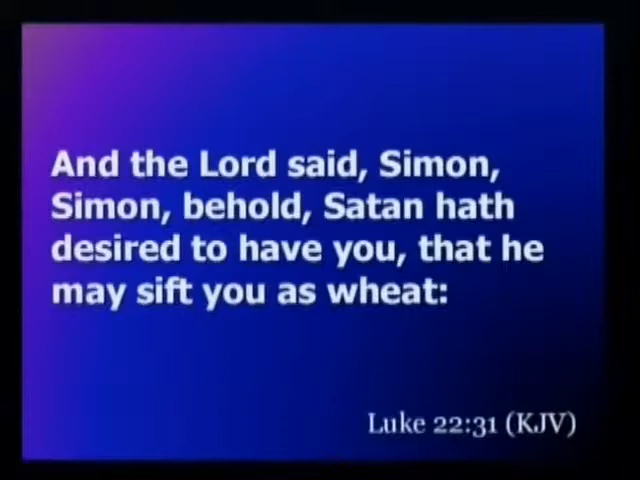 And the Lord said, Simon,
Simon, behold, Satan hath
desired to have you, that he
may sift you as wheat:
Luke 22:31 (KJV)